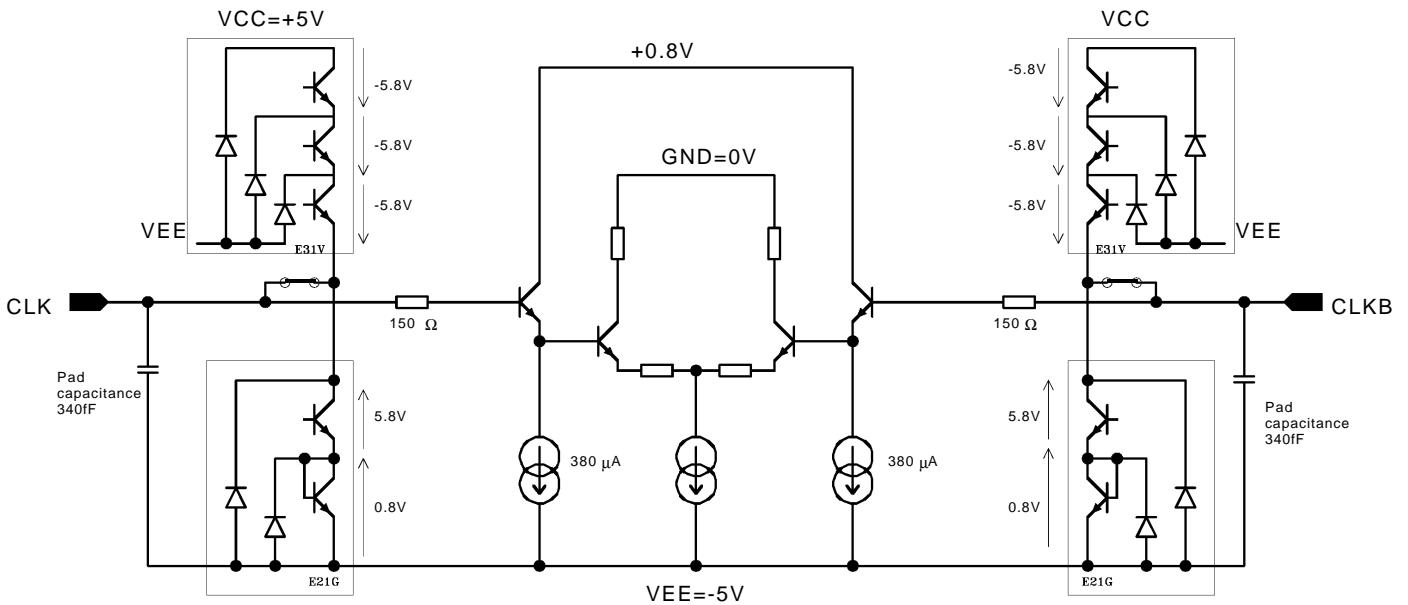 VCC=+5V
VCC
+0.8V
-5.8V
-5.8V
-5.8V
-5.8V
GND=0V
-5.8V
-5.8V
VEE
E31V
E31V
VEE
CLK
150 Ω
150 Ω
CLKB
Pad
capacitance
340fF
5.8V
5.8V
Pad
capacitance
340fF
380 µA
380 µA
0.8V
0.8V
E21G
E21G
VEE=-5V